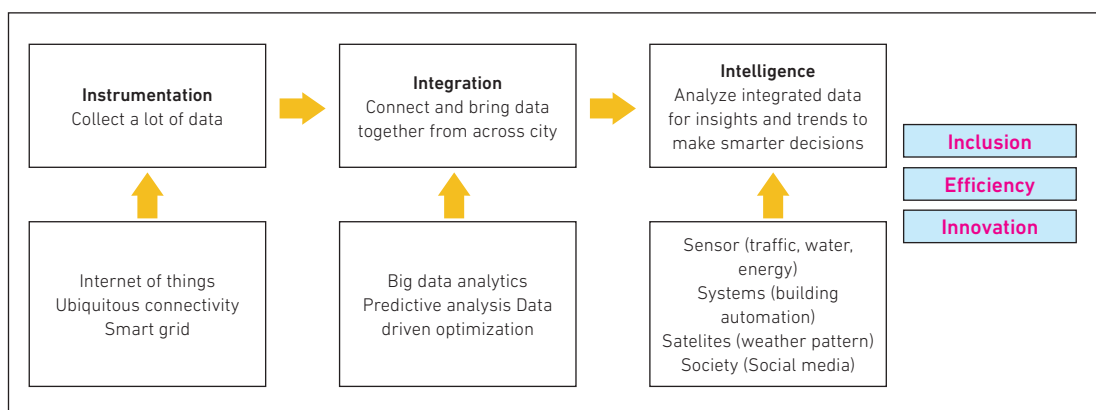 Instrumentation
Collect a lot of data
Integration
Connect and bring data
together from across city
Intelligence
Analyze integrated data
for insights and trends to
make smarter decisions
Inclusion
Efficiency
Innovation
Internet of things
Ubiquitous connectivity
Smart grid
Big data analytics
Predictive analysis Data
driven optimization
Sensor (traffic, water,
energy)
Systems (building
automation)
Satelites (weather pattern)
Society (Social media)